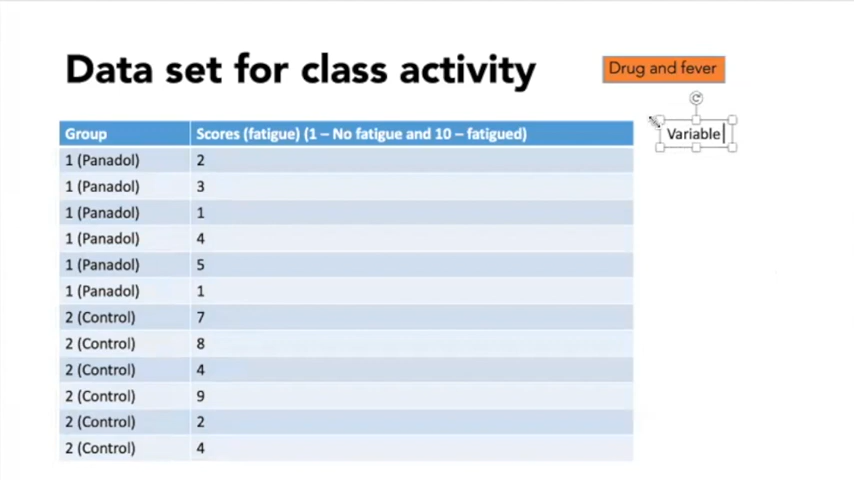 Data set for class activity
Drug and fever
Variable
Group Scores (fatigue) (1 – No fatigue and 10 – fatigued)
1 (Panadol) 2
1 (Panadol) 3
1 (Panadol) 1
1 (Panadol) 4
1 (Panadol) 5
1 (Panadol) 1
2 (Control) 7
2 (Control) 8
2 (Control) 4
2 (Control) 9
2 (Control) 2
2 (Control) 4